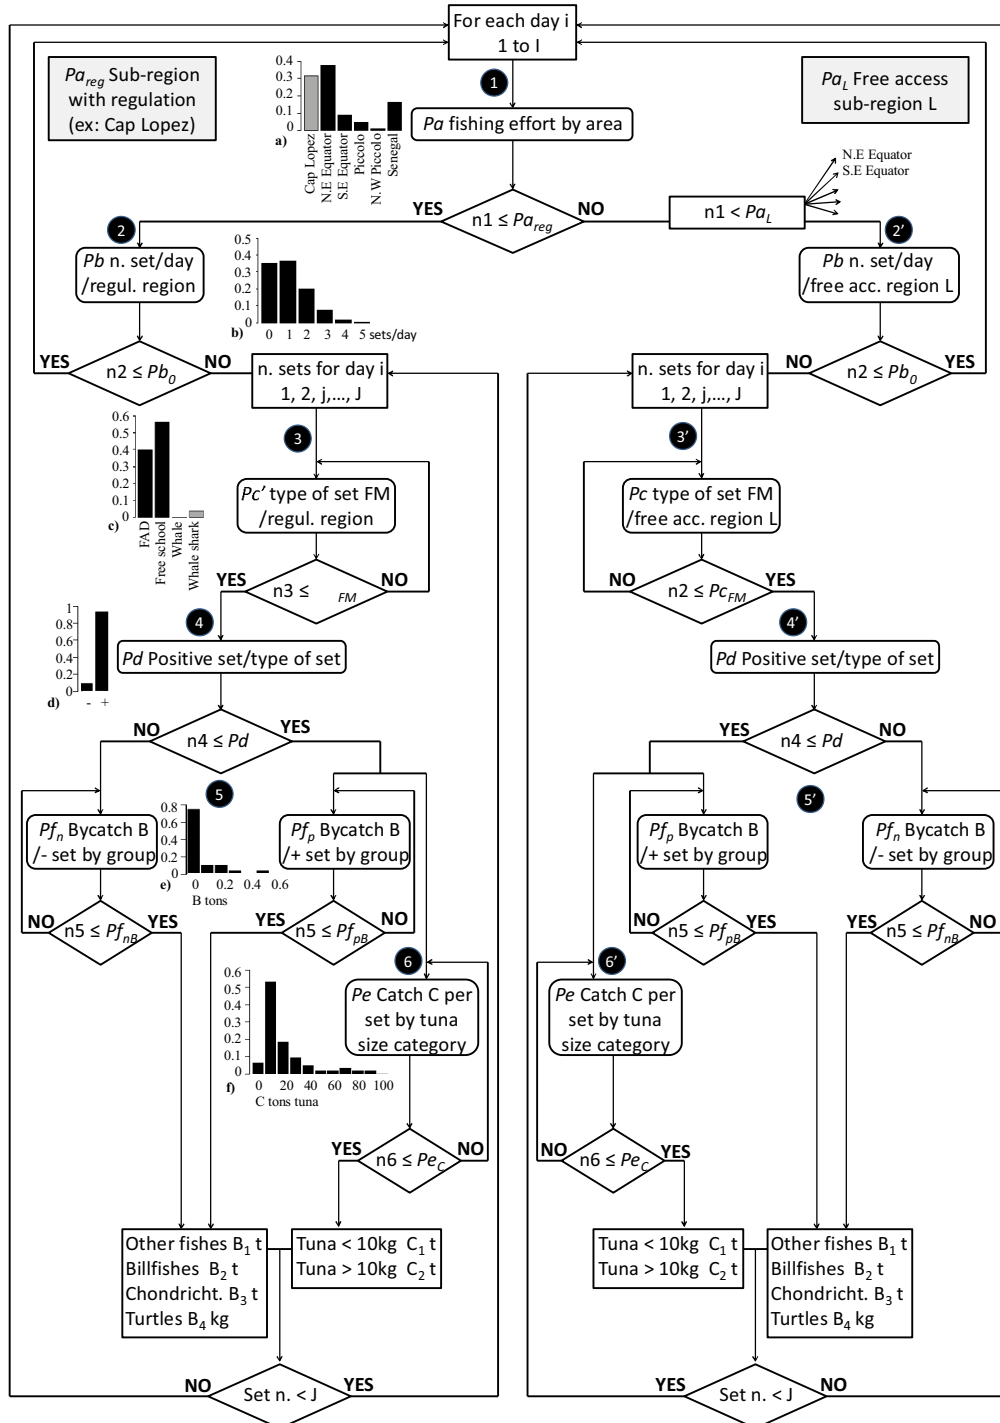 For each day i
1 to I
Pa_reg Sub-region
with regulation
(ex: Cap Lopez)
Pa_L Free access
sub-region L
1
0.4
0.3
0.2
0.1
0
a)
Cap Lopez
N.E Equator
S.E Equator
Piccolo
N.W Piccolo
Senegal
Pa fishing effort by area
N.E Equator
S.E Equator
YES
n1 ≤ Pa_reg
NO
n1 < Pa_L
2
2'
Pb n. set/day
/regul. region
0.5
0.4
0.3
0.2
0.1
0
b)
0 1 2 3 4 5 sets/day
Pb n. set/day
/free acc. region L
YES
n2 ≤ Pb_0
NO
n. sets for day i
1, 2, j,..., J
n. sets for day i
1, 2, j,..., J
NO
n2 ≤ Pb_0
YES
0.6
0.5
0.4
0.3
0.2
0.1
0
c)
FAD
Free school
Whale
Whale shark
3
3'
Pc' type of set FM
/regul. region
Pc type of set FM
/free acc. region L
YES
n3 ≤ _FM
NO
NO
n2 ≤ Pc_FM
YES
1
0.8
0.6
0.4
0.2
0
d)
- +
4
4'
Pd Positive set/type of set
Pd Positive set/type of set
NO
n4 ≤ Pd
YES
YES
n4 ≤ Pd
NO
5
5'
Pf_n Bycatch B
/- set by group
0.8
0.6
0.4
0.2
0
e)
0 0.2 0.4 0.6
B tons
Pf_p Bycatch B
/+ set by group
Pf_p Bycatch B
/+ set by group
Pf_n Bycatch B
/- set by group
NO
n5 ≤ Pf_nB
YES
YES
n5 ≤ Pf_pB
NO
NO
n5 ≤ Pf_pB
YES
YES
n5 ≤ Pf_nB
NO
6
6'
0.6
0.5
0.4
0.3
0.2
0.1
0
f)
0 20 40 60 80 100
C tons tuna
Pe Catch C per
set by tuna
size category
Pe Catch C per
set by tuna
size category
YES
n6 ≤ Pe_C
NO
NO
n6 ≤ Pe_C
YES
Other fishes B_1 t
Billfishes B_2 t
Chondricht. B_3 t
Turtles B_4 kg
Tuna < 10kg C_1 t
Tuna > 10kg C_2 t
Tuna < 10kg C_1 t
Tuna > 10kg C_2 t
Other fishes B_1 t
Billfishes B_2 t
Chondricht. B_3 t
Turtles B_4 kg
NO
Set n. < J
YES
YES
Set n. < J
NO